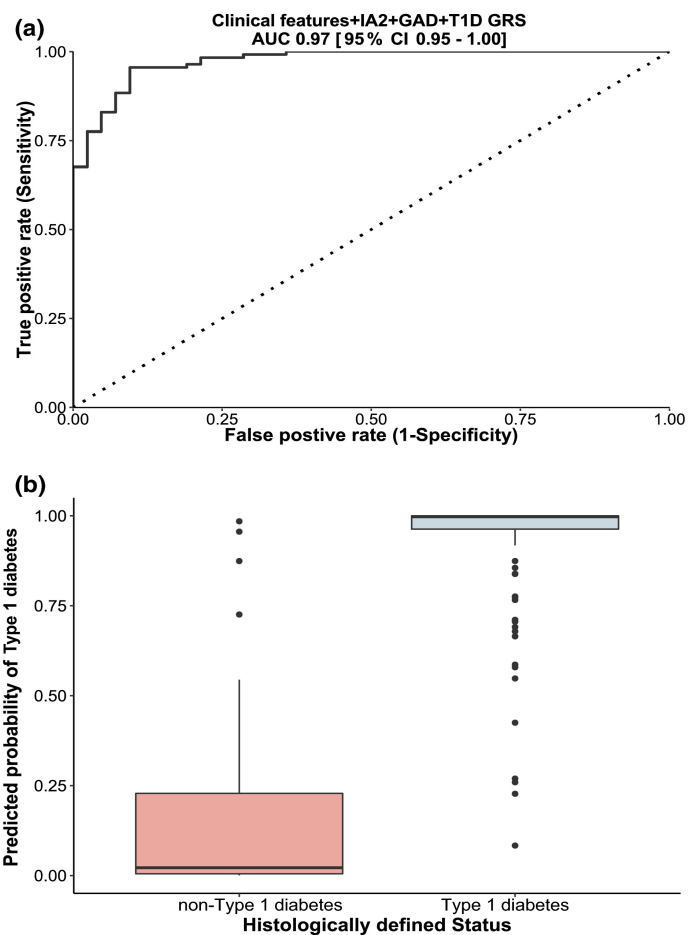 (a)
Clinical features+IA2+GAD+T1D GRS
AUC 0.97 [95% CI 0.95 - 1.00]
True positive rate (Sensitivity)
1.00
0.75
0.50
0.25
0.00
0.00 0.25 0.50 0.75 1.00
False postive rate (1-Specificity)
(b)
Predicted probability of Type 1 diabetes
1.00
0.75
0.50
0.25
0.00
non-Type 1 diabetes Type 1 diabetes
Histologically defined Status